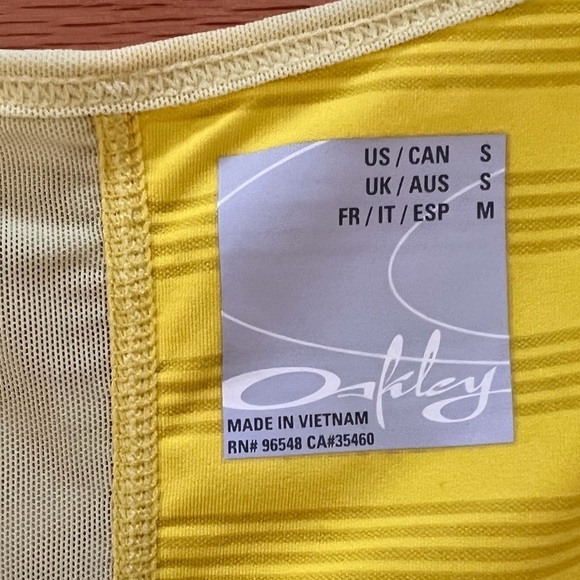 US / CAN S
UK / AUS S
FR / IT / ESP M
Oakley
MADE IN VIETNAM
RN# 96548 CA#35460